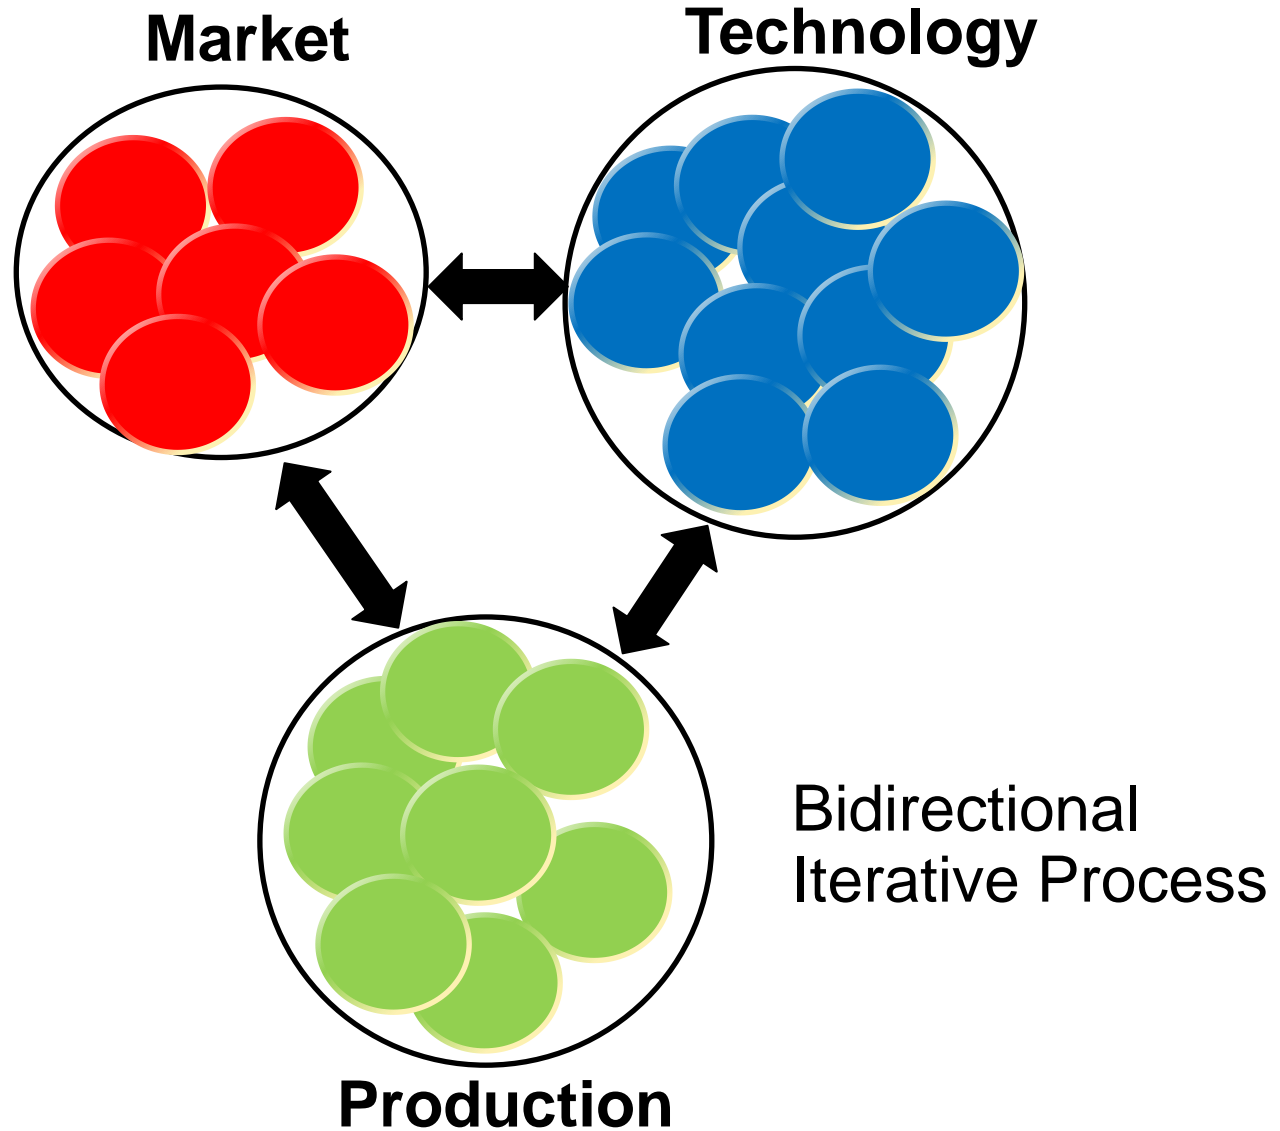 Market
Technology
Bidirectional
Iterative Process
Production